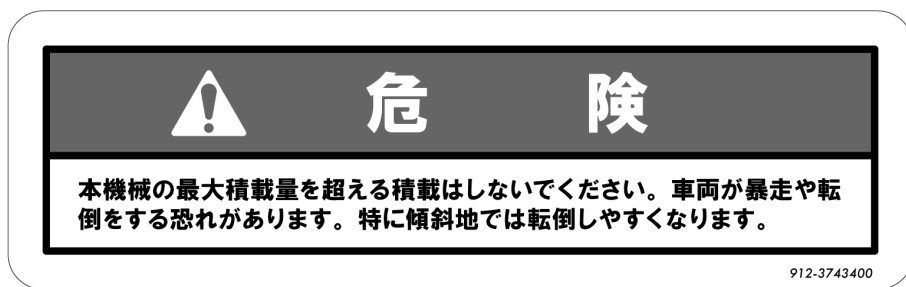 危険
本機械の最大積載量を超える積載はしないでください。車両が暴走や転
倒をする恐れがあります。特に傾斜地では転倒しやすくなります。
912-3743400